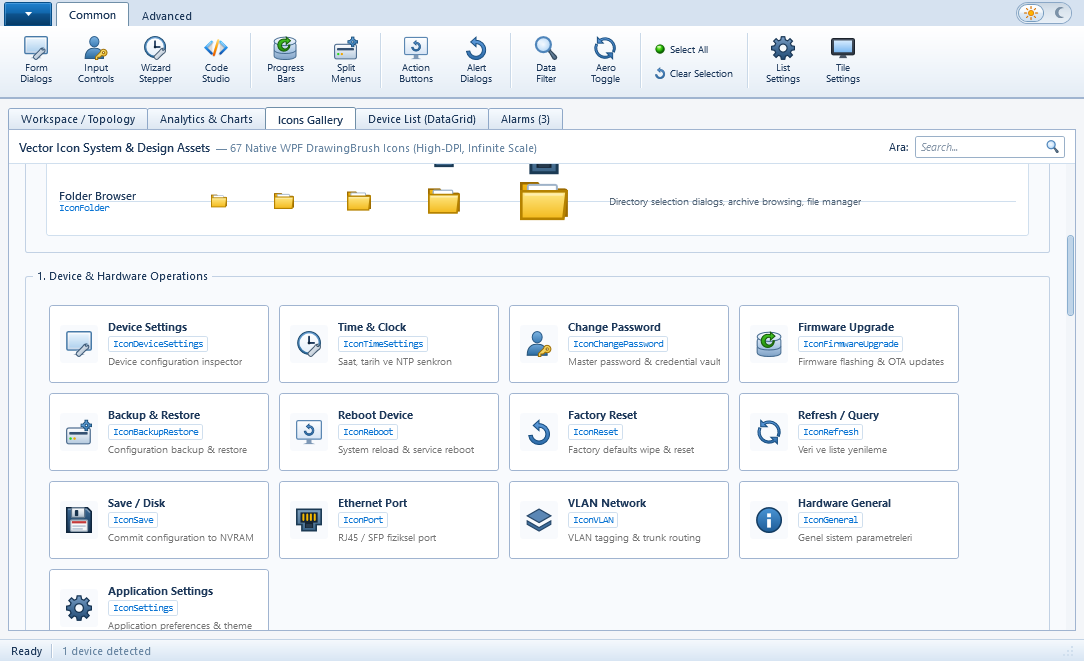 Common
Advanced
Form Dialogs
Input Controls
Wizard Stepper
Code Studio
Progress Bars
Split Menus
Action Buttons
Alert Dialogs
Data Filter
Aero Toggle
Select All
Clear Selection
List Settings
Tile Settings
Workspace / Topology
Analytics & Charts
Icons Gallery
Device List (DataGrid)
Alarms (3)
Vector Icon System & Design Assets — 67 Native WPF DrawingBrush Icons (High-DPI, Infinite Scale)
Ara:
Search...
Folder Browser
IconFolder
Directory selection dialogs, archive browsing, file manager
1. Device & Hardware Operations
Device Settings
IconDeviceSettings
Device configuration inspector
Time & Clock
IconTimeSettings
Saat, tarih ve NTP senkron
Change Password
IconChangePassword
Master password & credential vault
Firmware Upgrade
IconFirmwareUpgrade
Firmware flashing & OTA updates
Backup & Restore
IconBackupRestore
Configuration backup & restore
Reboot Device
IconReboot
System reload & service reboot
Factory Reset
IconReset
Factory defaults wipe & reset
Refresh / Query
IconRefresh
Veri ve liste yenileme
Save / Disk
IconSave
Commit configuration to NVRAM
Ethernet Port
IconPort
RJ45 / SFP fiziksel port
VLAN Network
IconVLAN
VLAN tagging & trunk routing
Hardware General
IconGeneral
Genel sistem parametreleri
Application Settings
IconSettings
Application preferences & theme
Ready
1 device detected